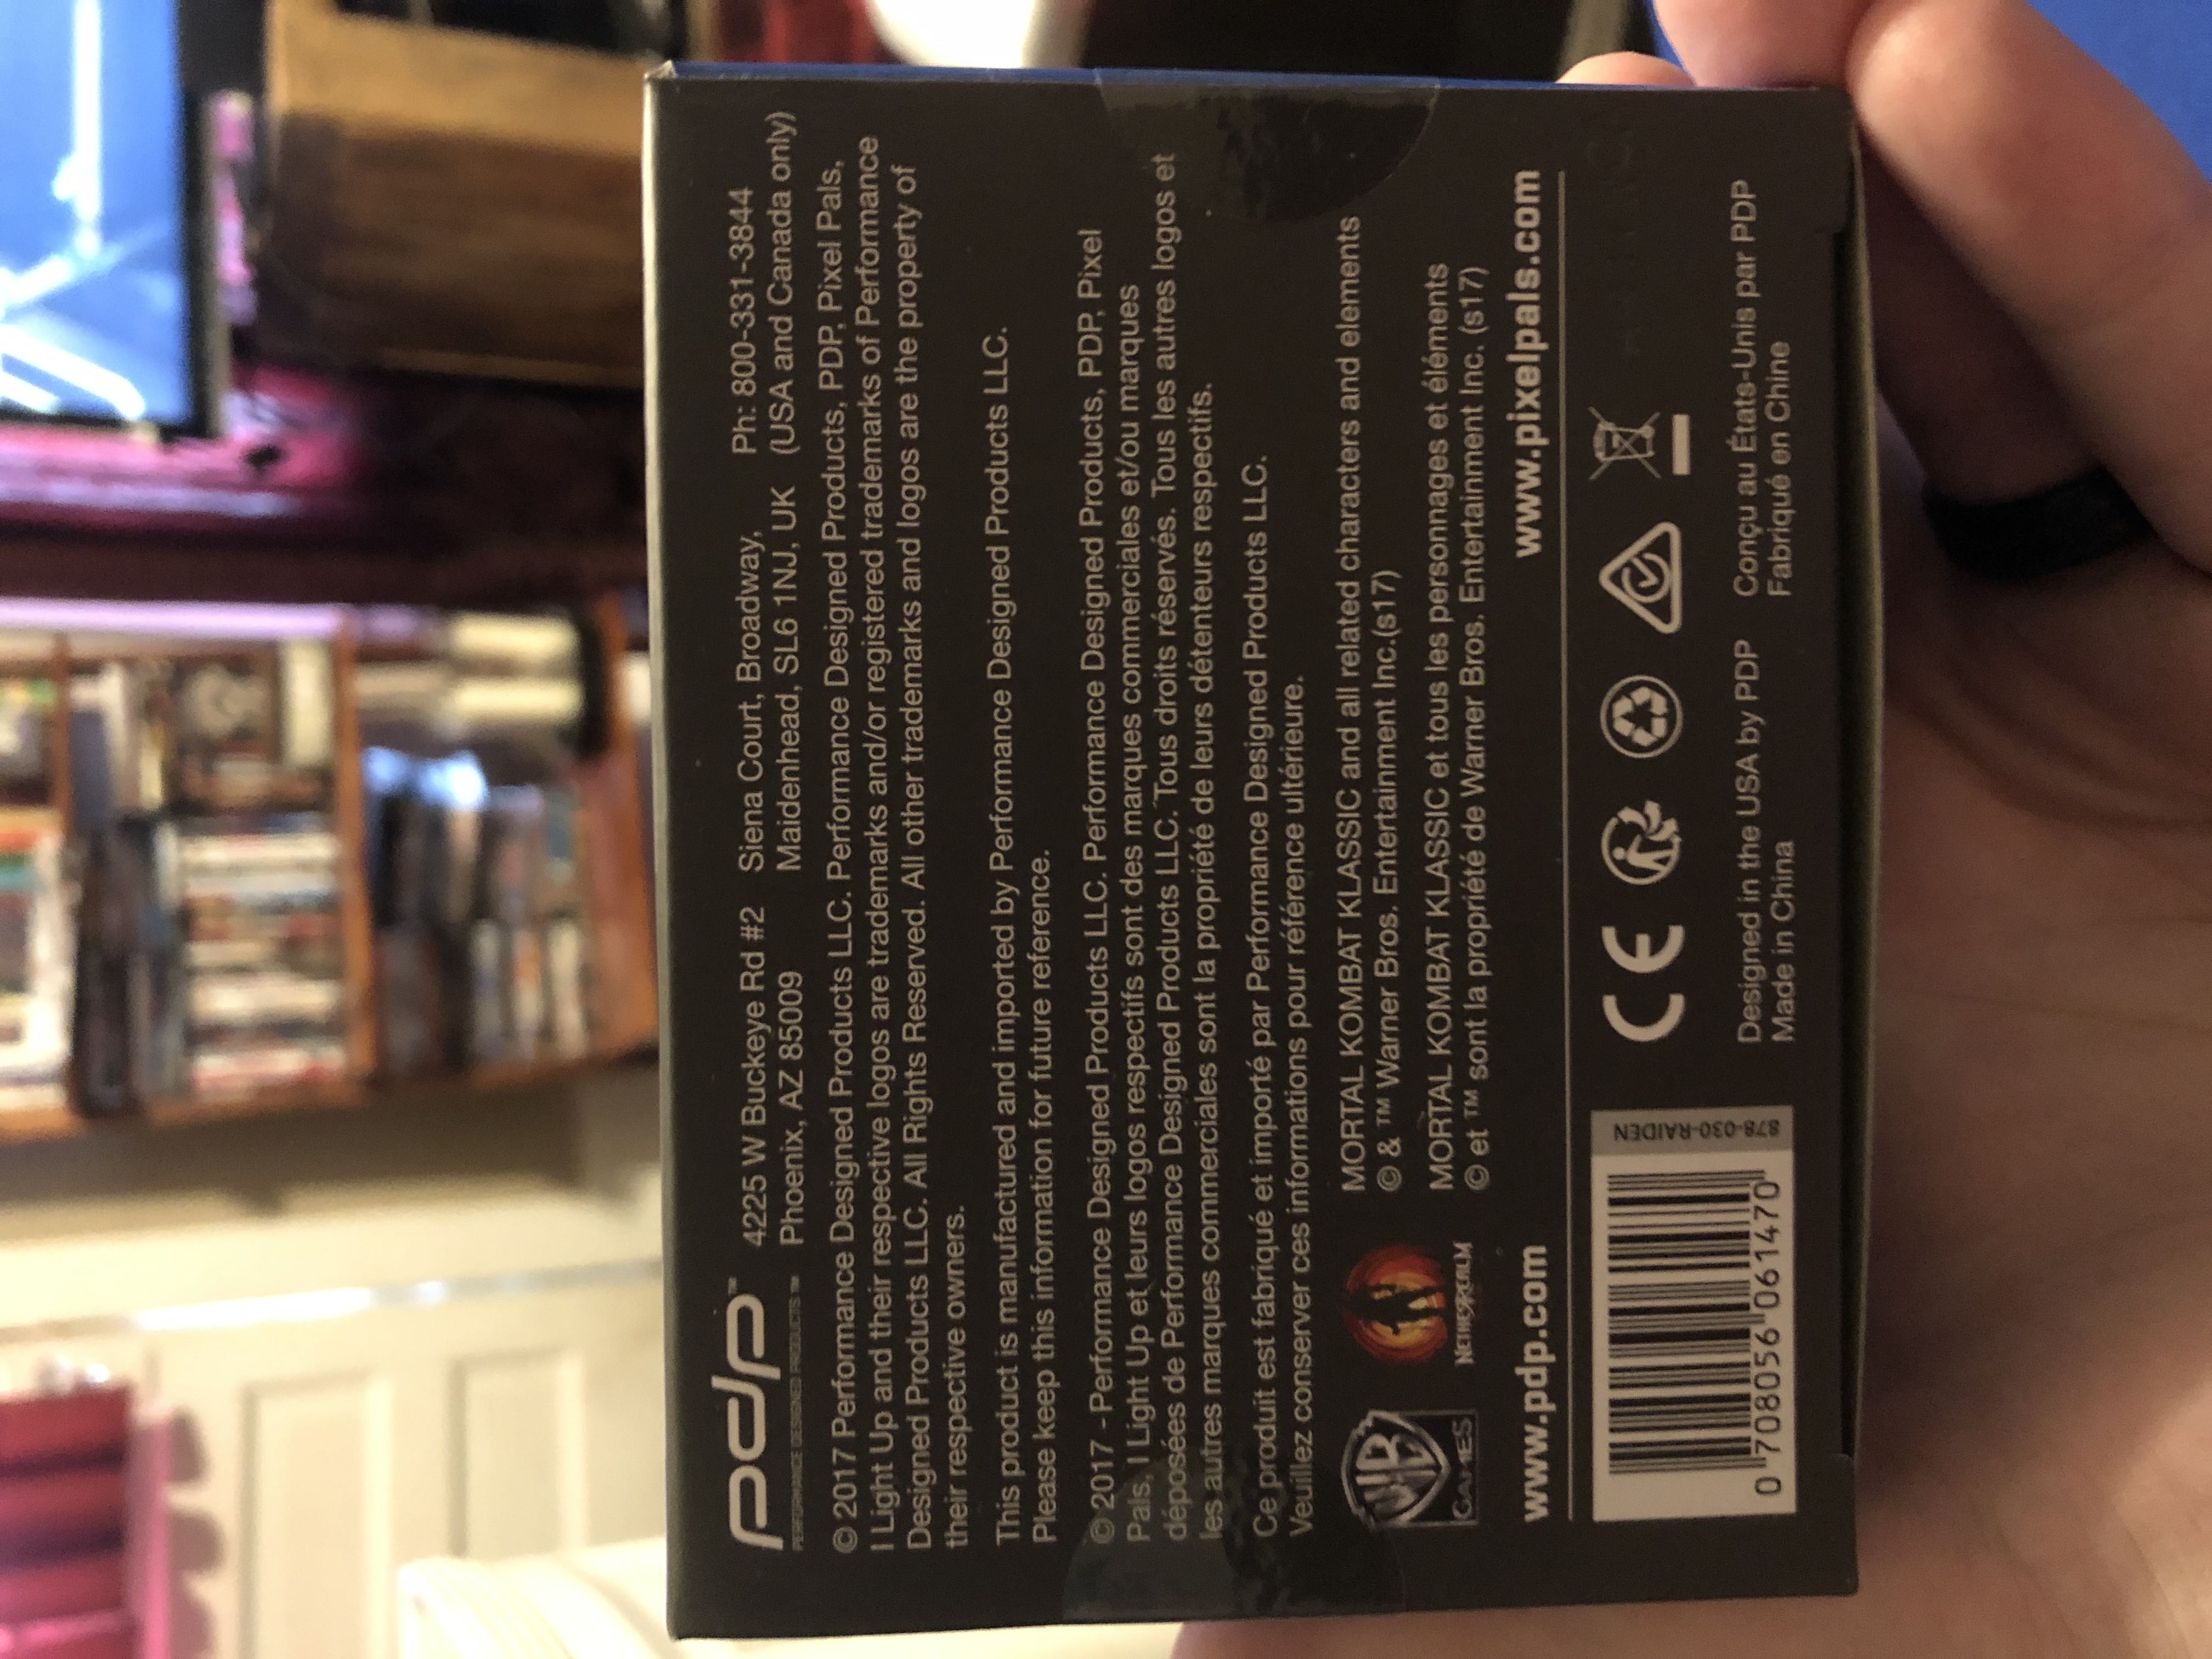 pdp™
PERFORMANCE DESIGNED PRODUCTS™
4225 W Buckeye Rd #2
Phoenix, AZ 85009
Siena Court, Broadway,
Maidenhead, SL6 1NJ, UK
Ph: 800-331-3844
(USA and Canada only)
© 2017 Performance Designed Products LLC. Performance Designed Products, PDP, Pixel Pals,
I Light Up and their respective logos are trademarks and/or registered trademarks of Performance
Designed Products LLC. All Rights Reserved. All other trademarks and logos are the property of
their respective owners.
This product is manufactured and imported by Performance Designed Products LLC.
Please keep this information for future reference.
© 2017 - Performance Designed Products LLC. Performance Designed Products, PDP, Pixel
Pals, I Light Up et leurs logos respectifs sont des marques commerciales et/ou marques
déposées de Performance Designed Products LLC. Tous droits réservés. Tous les autres logos et
les autres marques commerciales sont la propriété de leurs détenteurs respectifs.
Ce produit est fabriqué et importé par Performance Designed Products LLC.
Veuillez conserver ces informations pour référence ultérieure.
WB
GAMES
NETHERREALM
MORTAL KOMBAT KLASSIC and all related characters and elements
© & ™ Warner Bros. Entertainment Inc.(s17)
MORTAL KOMBAT KLASSIC et tous les personnages et éléments
© et ™ sont la propriété de Warner Bros. Entertainment Inc. (s17)
www.pdp.com
www.pixelpals.com
0 708056 061470
878-030-RAIDEN
CE
Designed in the USA by PDP
Made in China
Conçu au États-Unis par PDP
Fabriqué en Chine